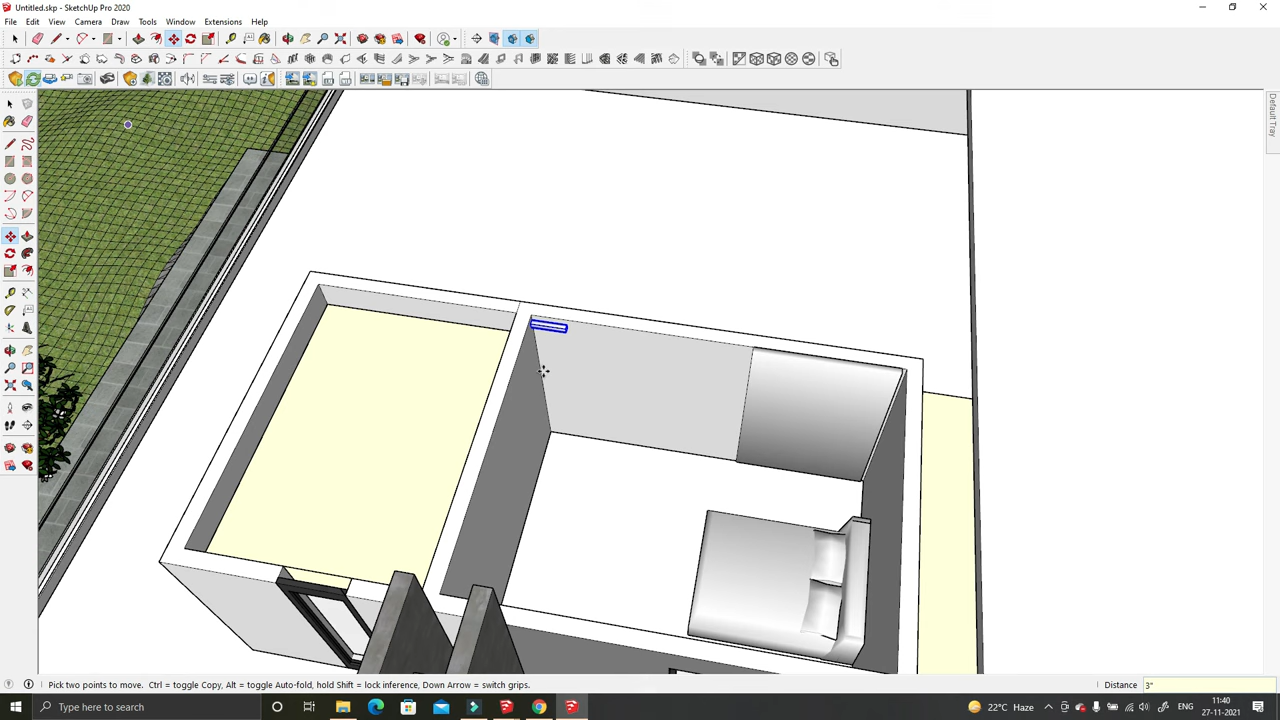 Untitled.skp - SketchUp Pro 2020
File Edit View Camera Draw Tools Window Extensions Help
Default Tray
Pick two points to move. Ctrl = toggle Copy, Alt = toggle Auto-fold, hold Shift = lock inference, Down Arrow = switch grips.
Distance 3"
Type here to search
22°C Haze
ENG
11:40
27-11-2021